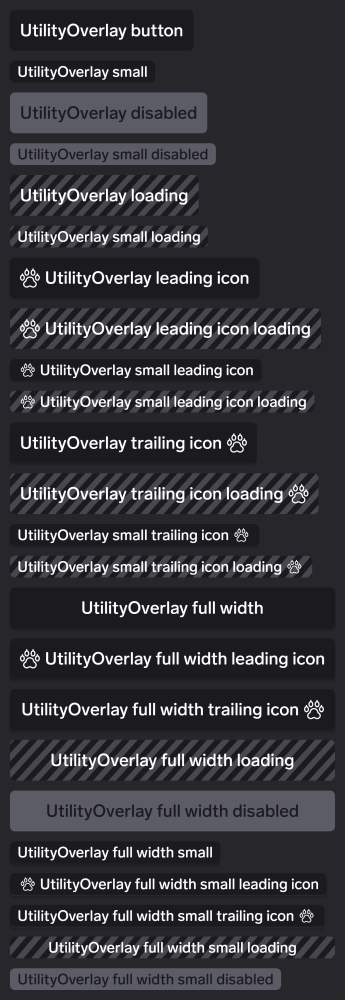 UtilityOverlay button
UtilityOverlay small
UtilityOverlay disabled
UtilityOverlay small disabled
UtilityOverlay loading
UtilityOverlay small loading
UtilityOverlay leading icon
UtilityOverlay leading icon loading
UtilityOverlay small leading icon
UtilityOverlay small leading icon loading
UtilityOverlay trailing icon
UtilityOverlay trailing icon loading
UtilityOverlay small trailing icon
UtilityOverlay small trailing icon loading
UtilityOverlay full width
UtilityOverlay full width leading icon
UtilityOverlay full width trailing icon
UtilityOverlay full width loading
UtilityOverlay full width disabled
UtilityOverlay full width small
UtilityOverlay full width small leading icon
UtilityOverlay full width small trailing icon
UtilityOverlay full width small loading
UtilityOverlay full width small disabled